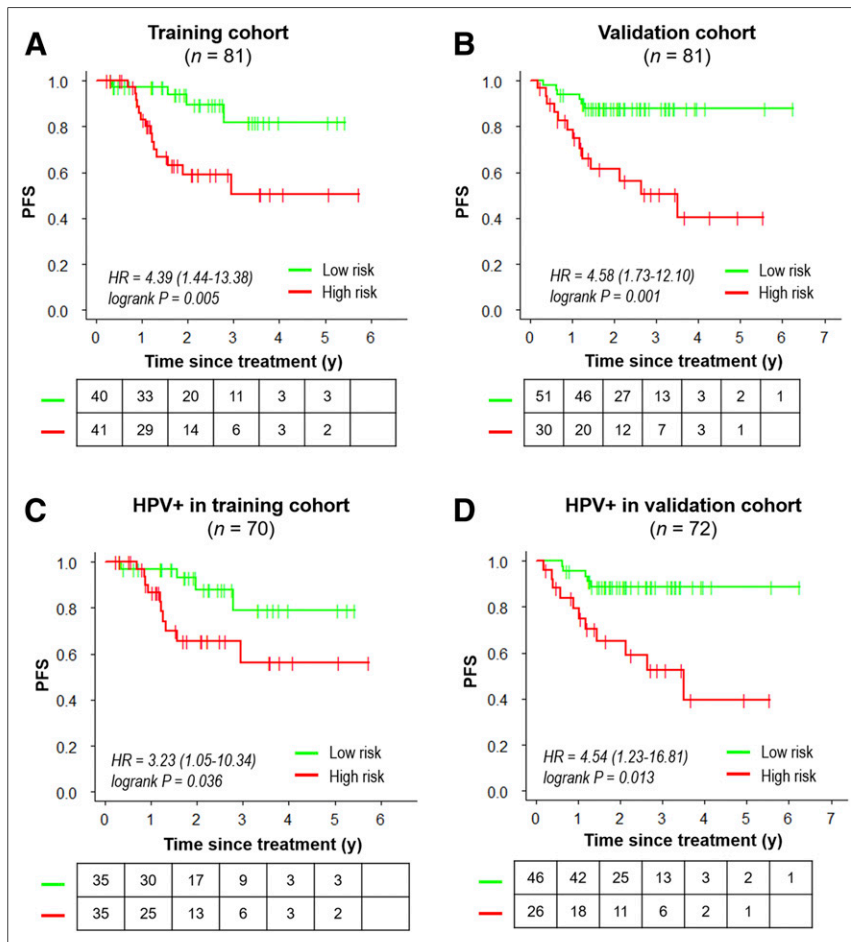 A
Training cohort
(n = 81)
1.0
0.8
0.6
0.4
0.2
0.0
PFS
HR = 4.39 (1.44-13.38)
logrank P = 0.005
Low risk
High risk
0 1 2 3 4 5 6
Time since treatment (y)
40 33 20 11 3 3
41 29 14 6 3 2
B
Validation cohort
(n = 81)
1.0
0.8
0.6
0.4
0.2
0.0
PFS
HR = 4.58 (1.73-12.10)
logrank P = 0.001
Low risk
High risk
0 1 2 3 4 5 6 7
Time since treatment (y)
51 46 27 13 3 2 1
30 20 12 7 3 1
C
HPV+ in training cohort
(n = 70)
1.0
0.8
0.6
0.4
0.2
0.0
PFS
HR = 3.23 (1.05-10.34)
logrank P = 0.036
Low risk
High risk
0 1 2 3 4 5 6
Time since treatment (y)
35 30 17 9 3 3
35 25 13 6 3 2
D
HPV+ in validation cohort
(n = 72)
1.0
0.8
0.6
0.4
0.2
0.0
PFS
HR = 4.54 (1.23-16.81)
logrank P = 0.013
Low risk
High risk
0 1 2 3 4 5 6 7
Time since treatment (y)
46 42 25 13 3 2 1
26 18 11 6 2 1